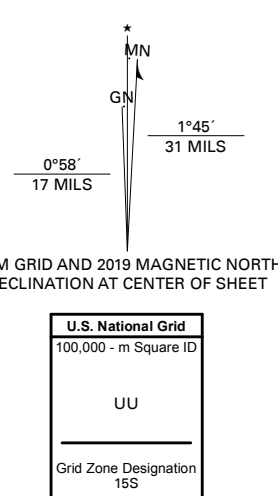 ★
MN
GN
1°45´
31 MILS
0°58´
17 MILS
M GRID AND 2019 MAGNETIC NORTH
ECLINATION AT CENTER OF SHEET
U.S. National Grid
100,000 - m Square ID
UU
Grid Zone Designation
15S